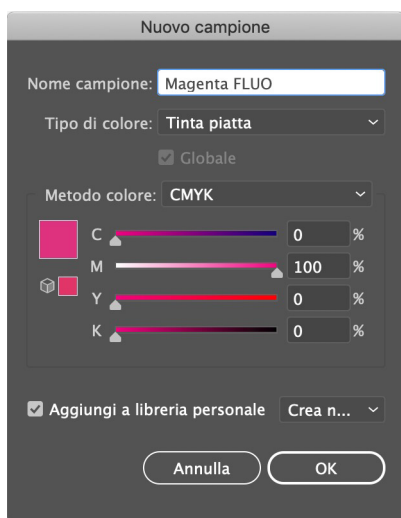 Nuovo campione
Nome campione: Magenta FLUO
Tipo di colore: Tinta piatta
Globale
Metodo colore: CMYK
C 0 %
M 100 %
Y 0 %
K 0 %
Aggiungi a libreria personale Crea n...
Annulla OK